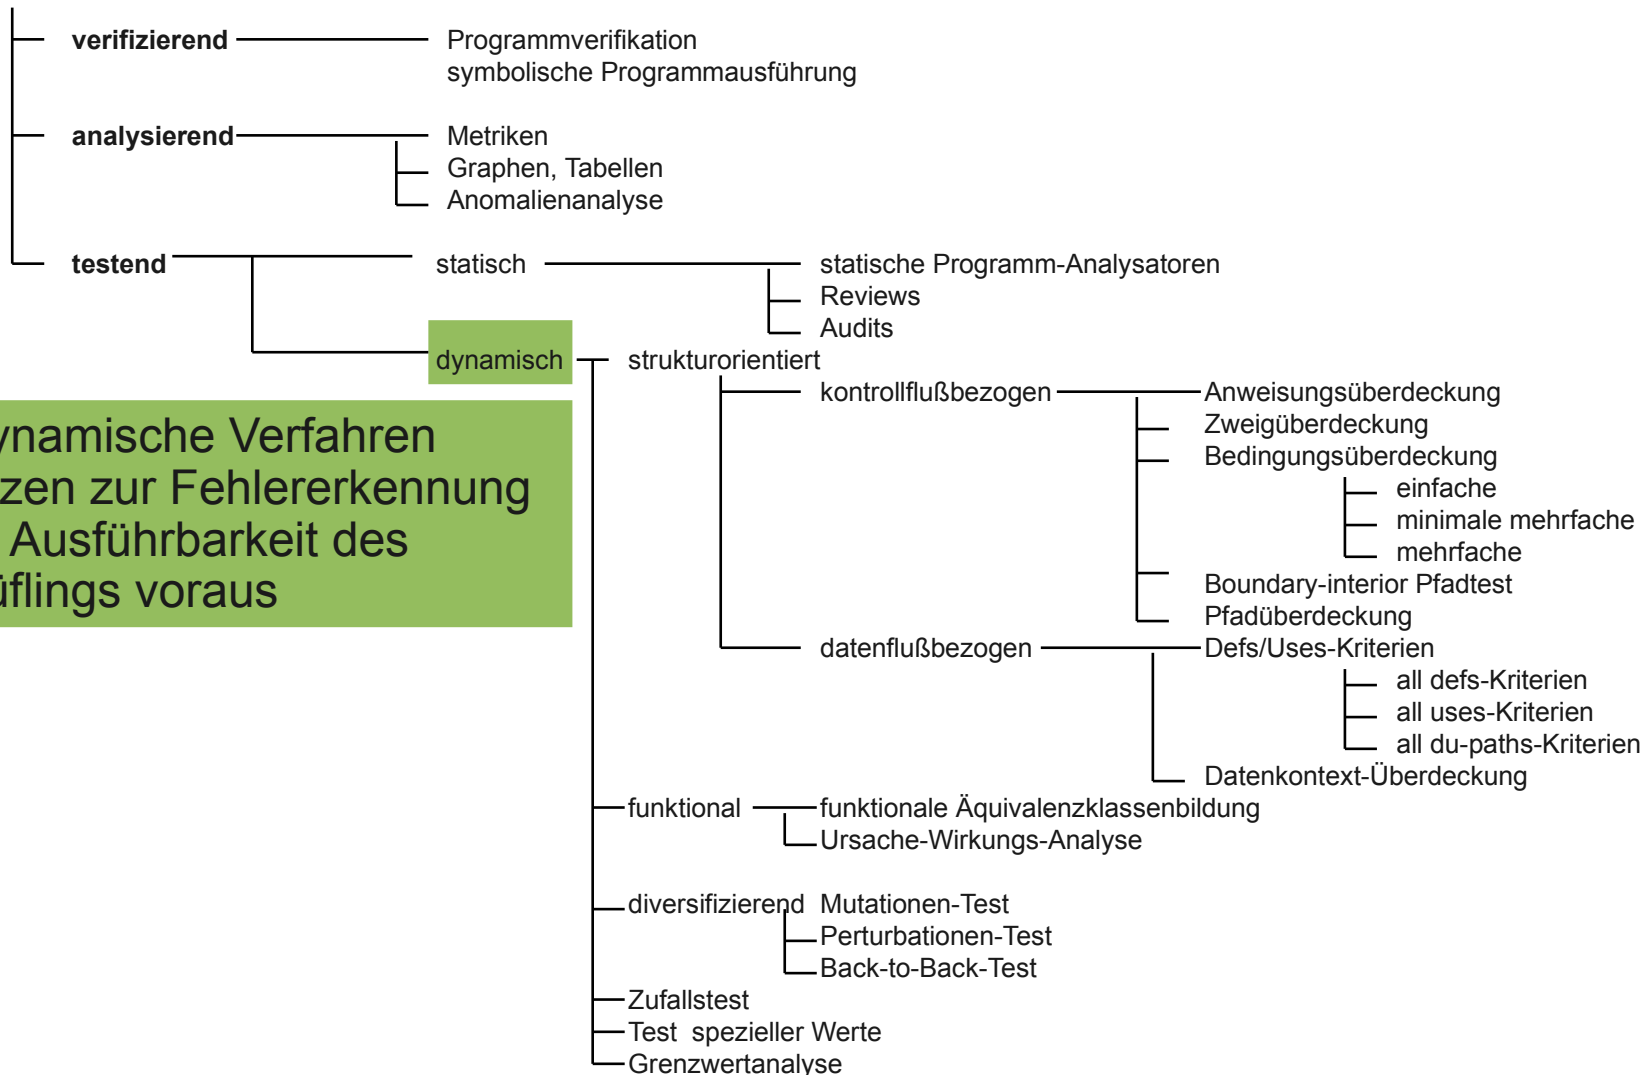 verifizierend
Programmverifikation
symbolische Programmausführung
analysierend
Metriken
Graphen, Tabellen
Anomalienanalyse
testend
statisch
statische Programm-Analysatoren
Reviews
Audits
dynamisch
strukturorientiert
kontrollflußbezogen
Anweisungsüberdeckung
Zweigüberdeckung
Bedingungsüberdeckung
einfache
minimale mehrfache
mehrfache
Boundary-interior Pfadtest
Pfadüberdeckung
datenflußbezogen
Defs/Uses-Kriterien
all defs-Kriterien
all uses-Kriterien
all du-paths-Kriterien
Datenkontext-Überdeckung
ynamische Verfahren
zen zur Fehlererkennung
Ausführbarkeit des
üflings voraus
funktional
funktionale Äquivalenzklassenbildung
Ursache-Wirkungs-Analyse
diversifizierend
Mutationen-Test
Perturbationen-Test
Back-to-Back-Test
Zufallstest
Test spezieller Werte
Grenzwertanalyse